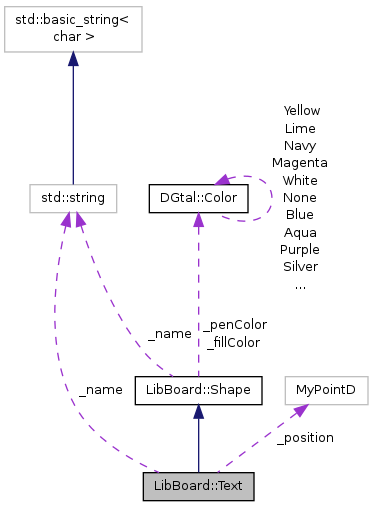 std::basic_string<
char >
Yellow
Lime
Navy
Magenta
White
None
Blue
Aqua
Purple
Silver
...
std::string
DGtal::Color
_name
_penColor
_fillColor
_name
LibBoard::Shape
MyPointD
_position
LibBoard::Text